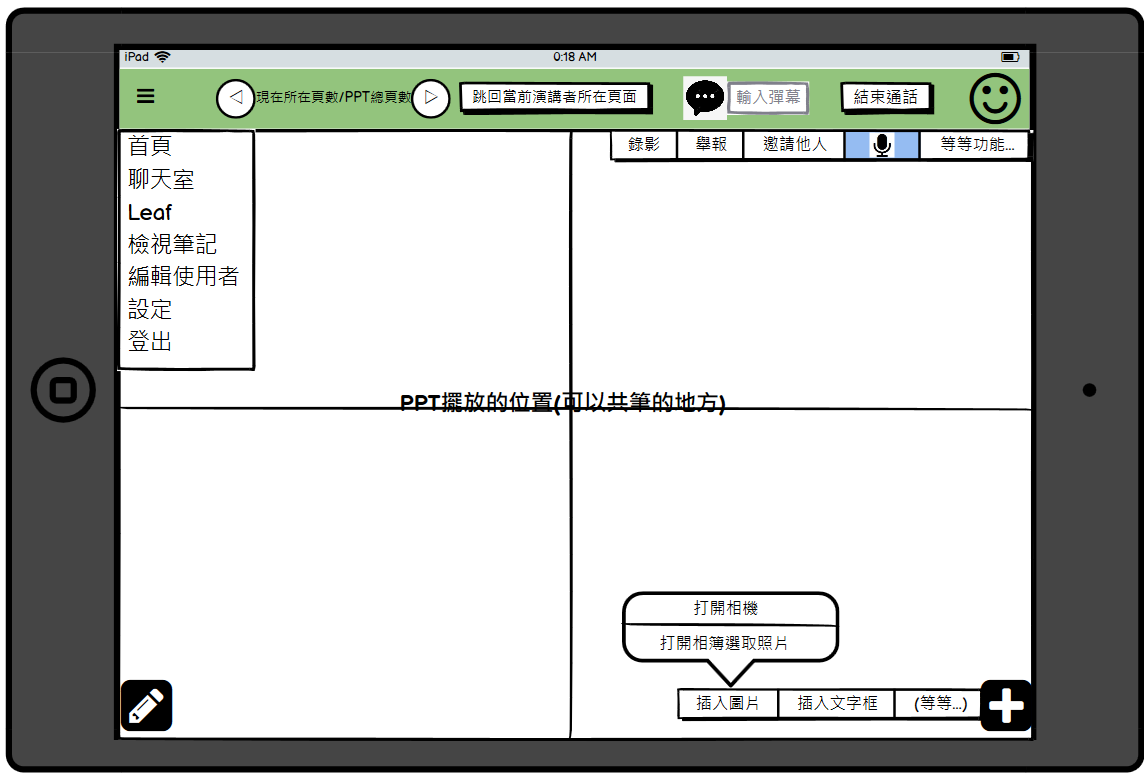 iPad
0:18 AM
現在所在頁數/PPT總頁數
跳回當前演講者所在頁面
輸入彈幕
結束通話
首頁
聊天室
Leaf
檢視筆記
編輯使用者
設定
登出
錄影
舉報
邀請他人
等等功能...
PPT擺放的位置(可以共筆的地方)
打開相機
打開相簿選取照片
插入圖片
插入文字框
(等等...)